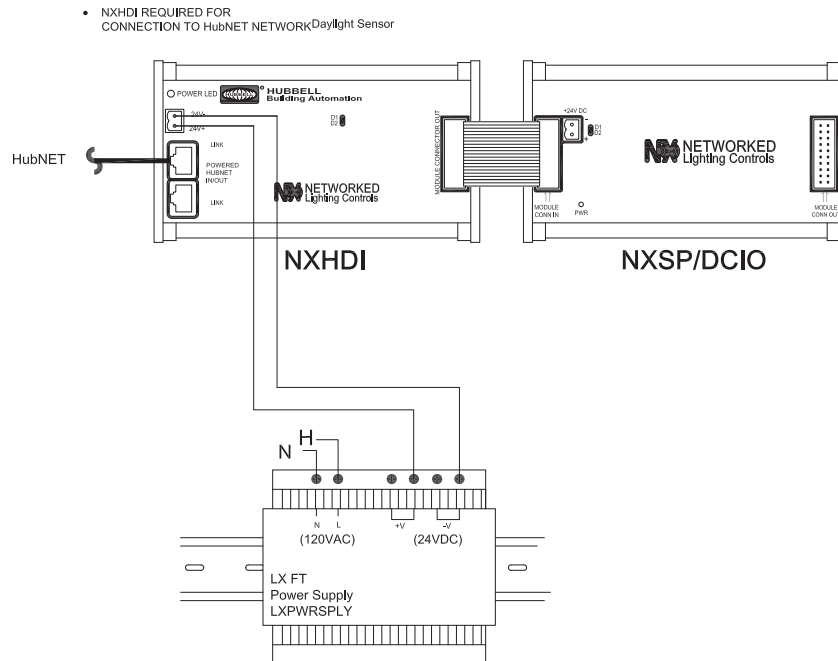 • NXHDI REQUIRED FOR
CONNECTION TO HubNET NETWORK Daylight Sensor
POWER LED
HUBBELL
Building Automation
24V-
24V+
D1
D2
LINK
POWERED
HUBNET
IN/OUT
LINK
HubNET
NX NETWORKED
Lighting Controls
MODULE CONNECTOR OUT
NXHDI
+24V DC
-
+
D1
D2
NX NETWORKED
Lighting Controls
MODULE
CONN IN
PWR
MODULE
CONN OUT
NXSP/DCIO
H
N
N L +V -V
(120VAC) (24VDC)
LX FT
Power Supply
LXPWRSPLY